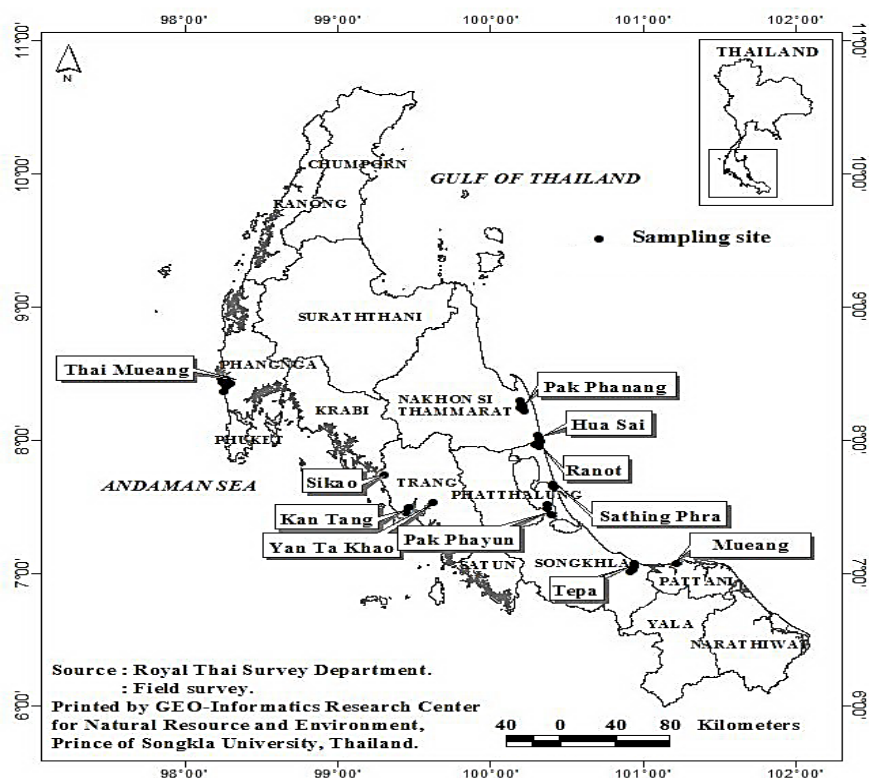 98°00' 99°00' 100°00' 101°00' 102°00'
11°00' 11°00'
N
THAILAND
CHUMPORN
10°00' 10°00'
GULF OF THAILAND
RANONG
Sampling site
9°00' 9°00'
SURATHTHANI
Thai Mueang
PHANGNGA
Pak Phanang
NAKHON SI
THAMMARAT
KRABI
Hua Sai
8°00' 8°00'
PHUKET
Ranot
Sikao
TRANG
ANDAMAN SEA
PHATTHALUNG
Sathing Phra
Kan Tang
Pak Phayun
Yan Ta Khao
Mueang
7°00' 7°00'
SATUN
SONGKHLA
PATTANI
Tepa
YALA
NARATHIWAT
Source : Royal Thai Survey Department.
: Field survey.
Printed by GEO-Informatics Research Center
for Natural Resource and Environment,
Prince of Songkla University, Thailand.
40 0 40 80 Kilometers
6°00' 6°00'
98°00' 99°00' 100°00' 101°00' 102°00'